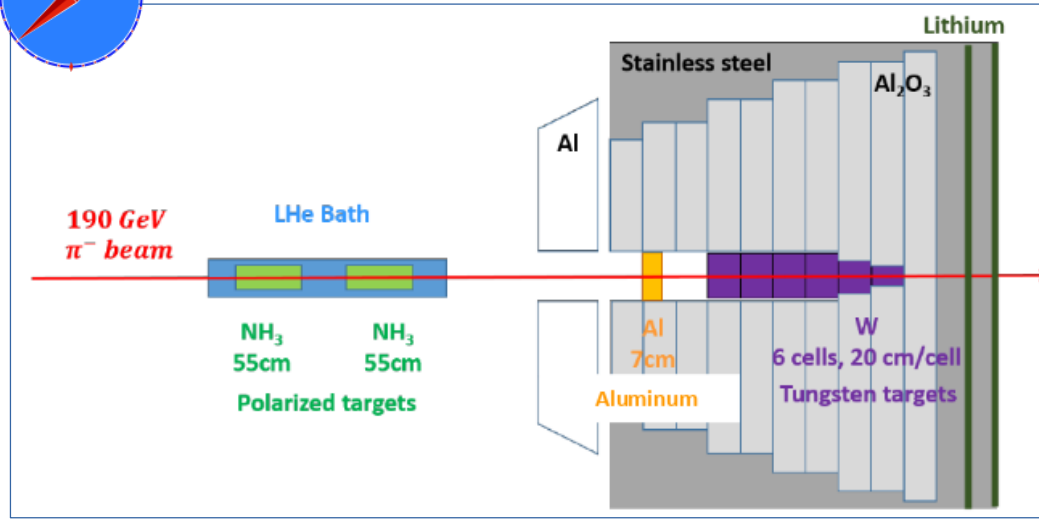 Lithium
Stainless steel
Al₂O₃
Al
190 GeV
π⁻ beam
LHe Bath
NH₃
55cm
NH₃
55cm
Polarized targets
Al
7cm
Aluminum
W
6 cells, 20 cm/cell
Tungsten targets